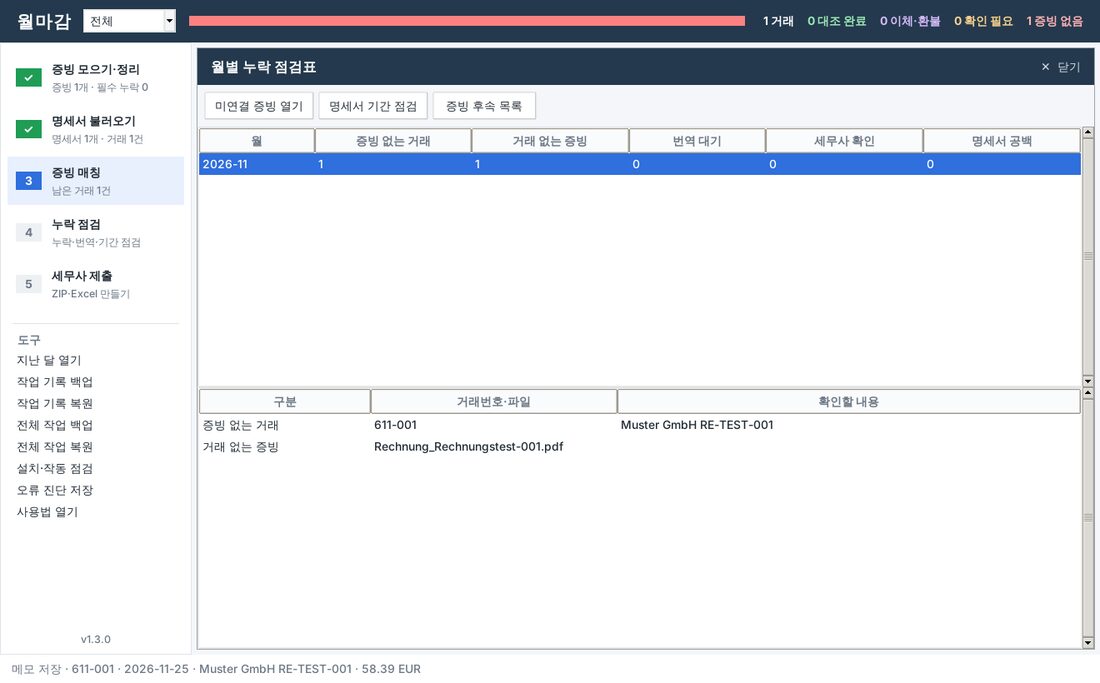 월마감 전체 1 거래 0 대조 완료 0 이체·환불 0 확인 필요 1 증빙 없음
증빙 모으기·정리
증빙 1개 · 필수 누락 0
명세서 불러오기
명세서 1개 · 거래 1건
3 증빙 매칭
남은 거래 1건
4 누락 점검
누락·번역·기간 점검
5 세무사 제출
ZIP·Excel 만들기
도구
지난 달 열기
작업 기록 백업
작업 기록 복원
전체 작업 백업
전체 작업 복원
설치·작동 점검
오류 진단 저장
사용법 열기
v1.3.0
월별 누락 점검표 × 닫기
미연결 증빙 열기 명세서 기간 점검 증빙 후속 목록
월 증빙 없는 거래 거래 없는 증빙 번역 대기 세무사 확인 명세서 공백
2026-11 1 1 0 0 0
구분 거래번호·파일 확인할 내용
증빙 없는 거래 611-001 Muster GmbH RE-TEST-001
거래 없는 증빙 Rechnung_Rechnungstest-001.pdf
메모 저장 · 611-001 · 2026-11-25 · Muster GmbH RE-TEST-001 · 58.39 EUR